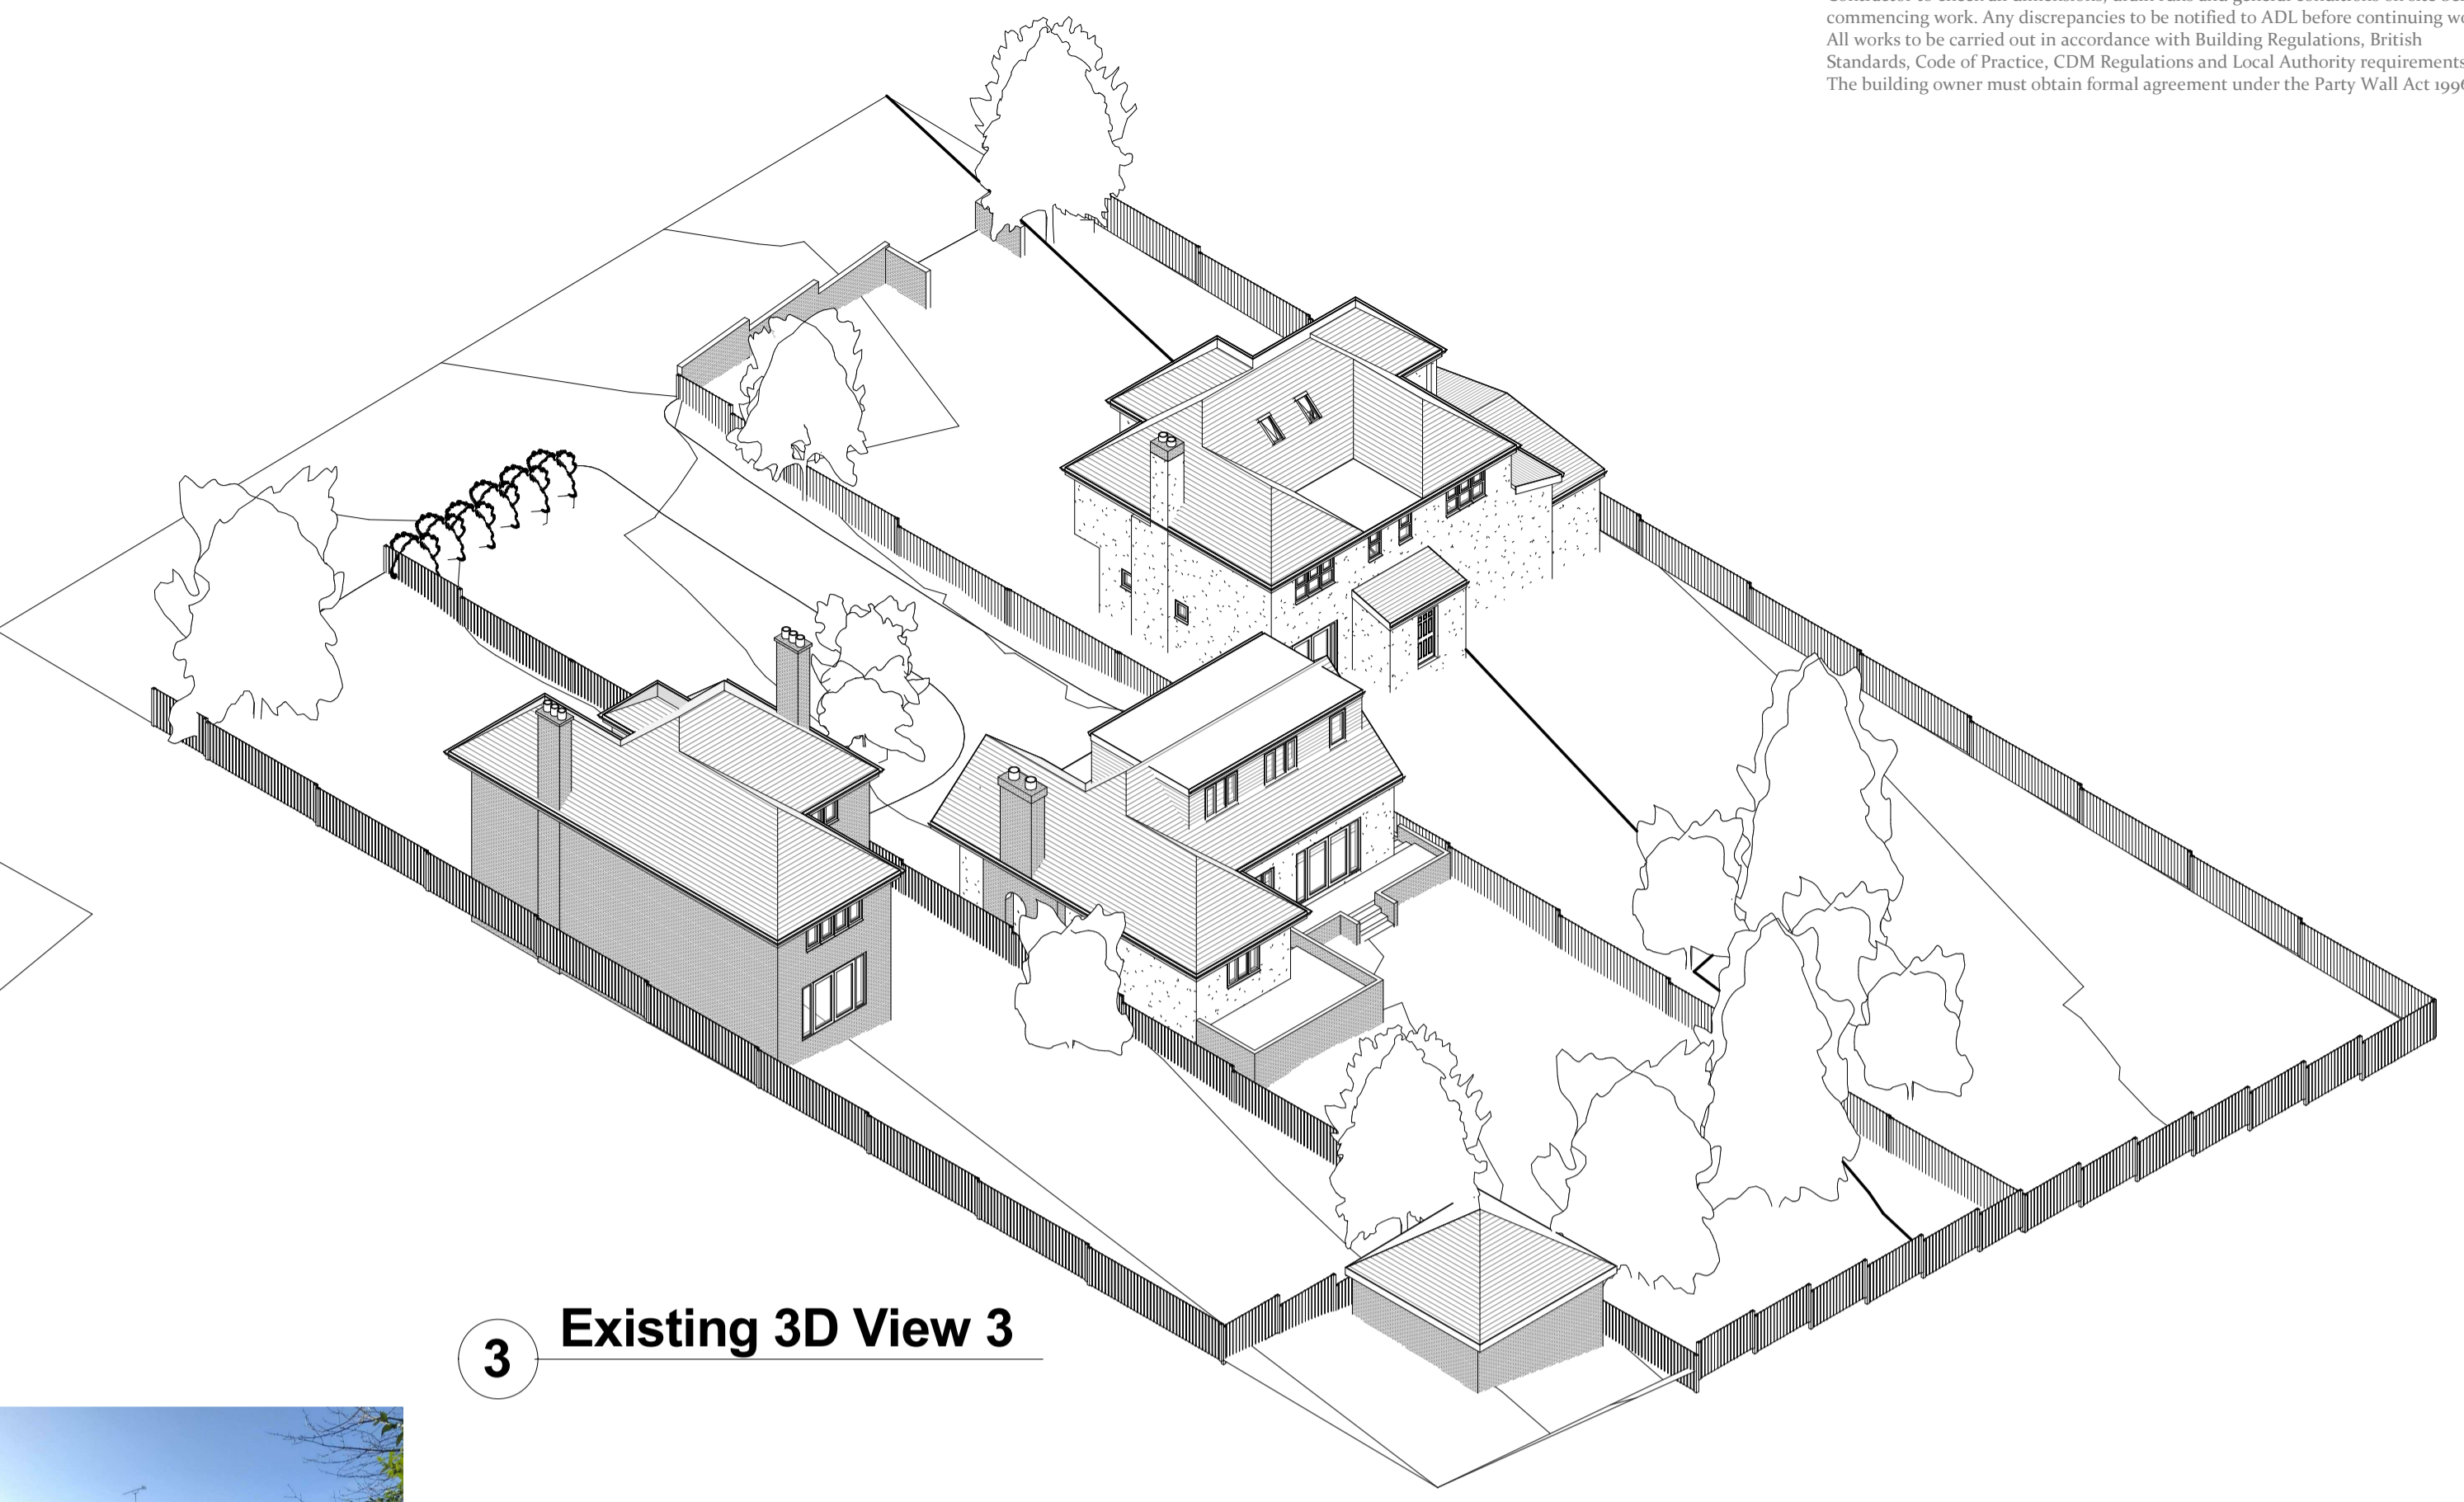 commencing work. Any discrepancies to be notified to ADL before continuing
All works to be carried out in accordance with Building Regulations, British
Standards, Code of Practice, CDM Regulations and Local Authority requirements
The building owner must obtain formal agreement under the Party Wall Act
3 Existing 3D View 3